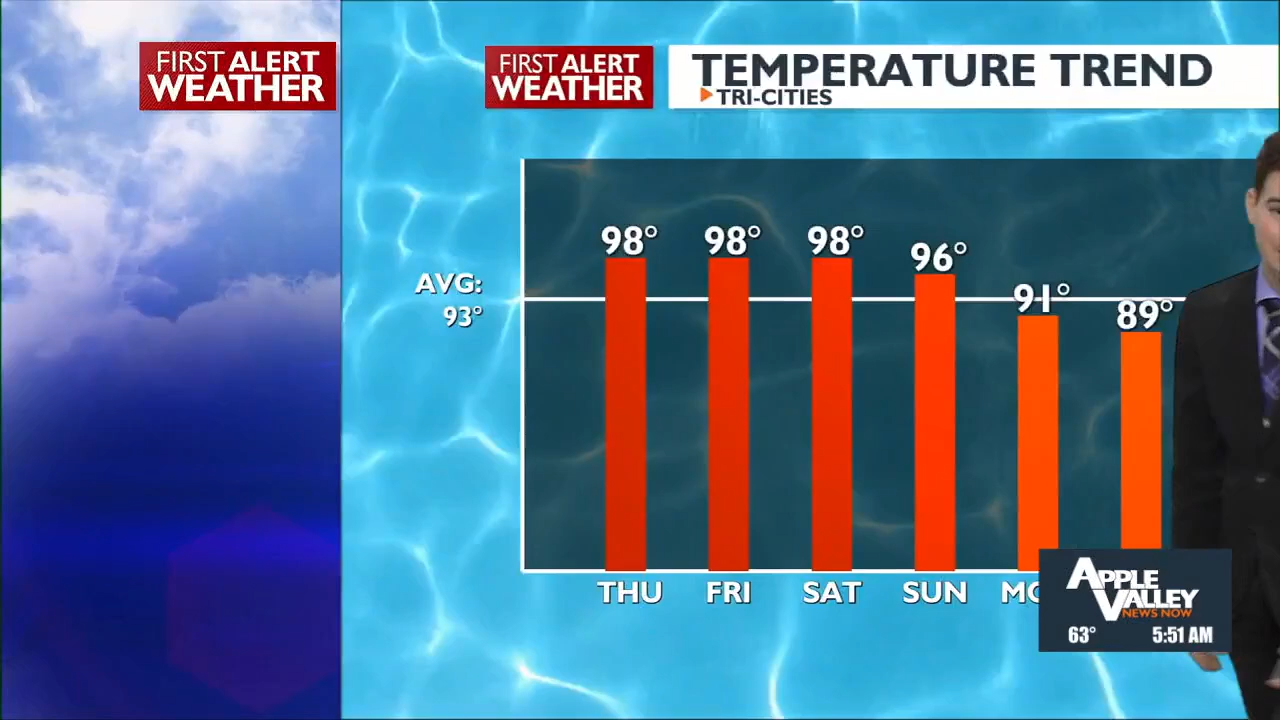 FIRST ALERT
WEATHER
FIRST ALERT
WEATHER
TEMPERATURE TREND
TRI-CITIES
98° 98° 98° 96° 91° 89°
AVG:
93°
THU FRI SAT SUN
APPLE
VALLEY
NEWS NOW
63° 5:51 AM